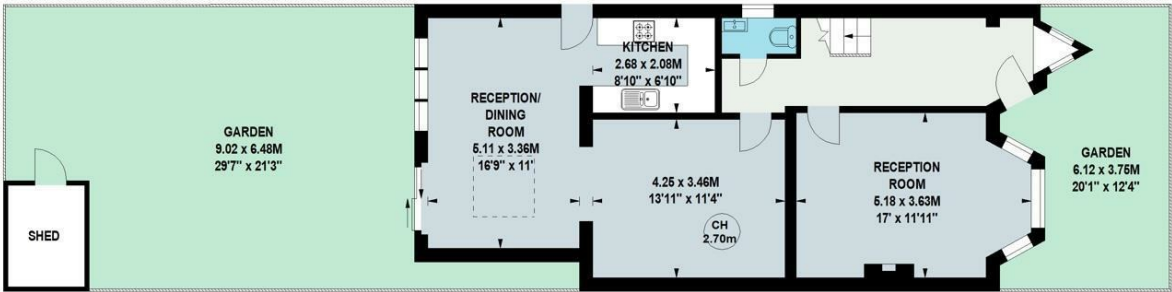 GARDEN
9.02 x 6.48M
29'7" x 21'3"
SHED
RECEPTION/
DINING
ROOM
5.11 x 3.36M
16'9" x 11'
KITCHEN
2.68 x 2.08M
8'10" x 6'10"
4.25 x 3.46M
13'11" x 11'4"
CH
2.70m
RECEPTION
ROOM
5.18 x 3.63M
17' x 11'11"
GARDEN
6.12 x 3.75M
20'1" x 12'4"